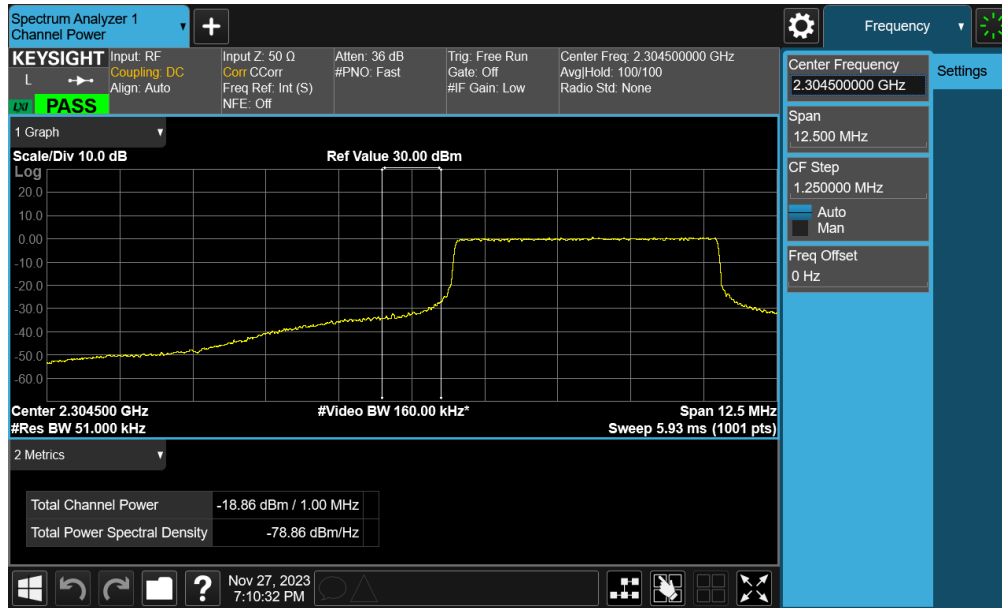 Spectrum Analyzer 1
Channel Power
+
Frequency
KEYSIGHT
L
LXI PASS
Input: RF
Coupling: DC
Align: Auto
Input Z: 50 Ω
Corr CCorr
Freq Ref: Int (S)
NFE: Off
Atten: 36 dB
#PNO: Fast
Trig: Free Run
Gate: Off
#IF Gain: Low
Center Freq: 2.304500000 GHz
Avg|Hold: 100/100
Radio Std: None
Center Frequency
2.304500000 GHz
Settings
Span
12.500 MHz
CF Step
1.250000 MHz
Auto
Man
Freq Offset
0 Hz
1 Graph
Scale/Div 10.0 dB
Ref Value 30.00 dBm
Log
20.0
10.0
0.00
-10.0
-20.0
-30.0
-40.0
-50.0
-60.0
Center 2.304500 GHz
#Video BW 160.00 kHz*
Span 12.5 MHz
#Res BW 51.000 kHz
Sweep 5.93 ms (1001 pts)
2 Metrics
Total Channel Power -18.86 dBm / 1.00 MHz
Total Power Spectral Density -78.86 dBm/Hz
?
Nov 27, 2023
7:10:32 PM